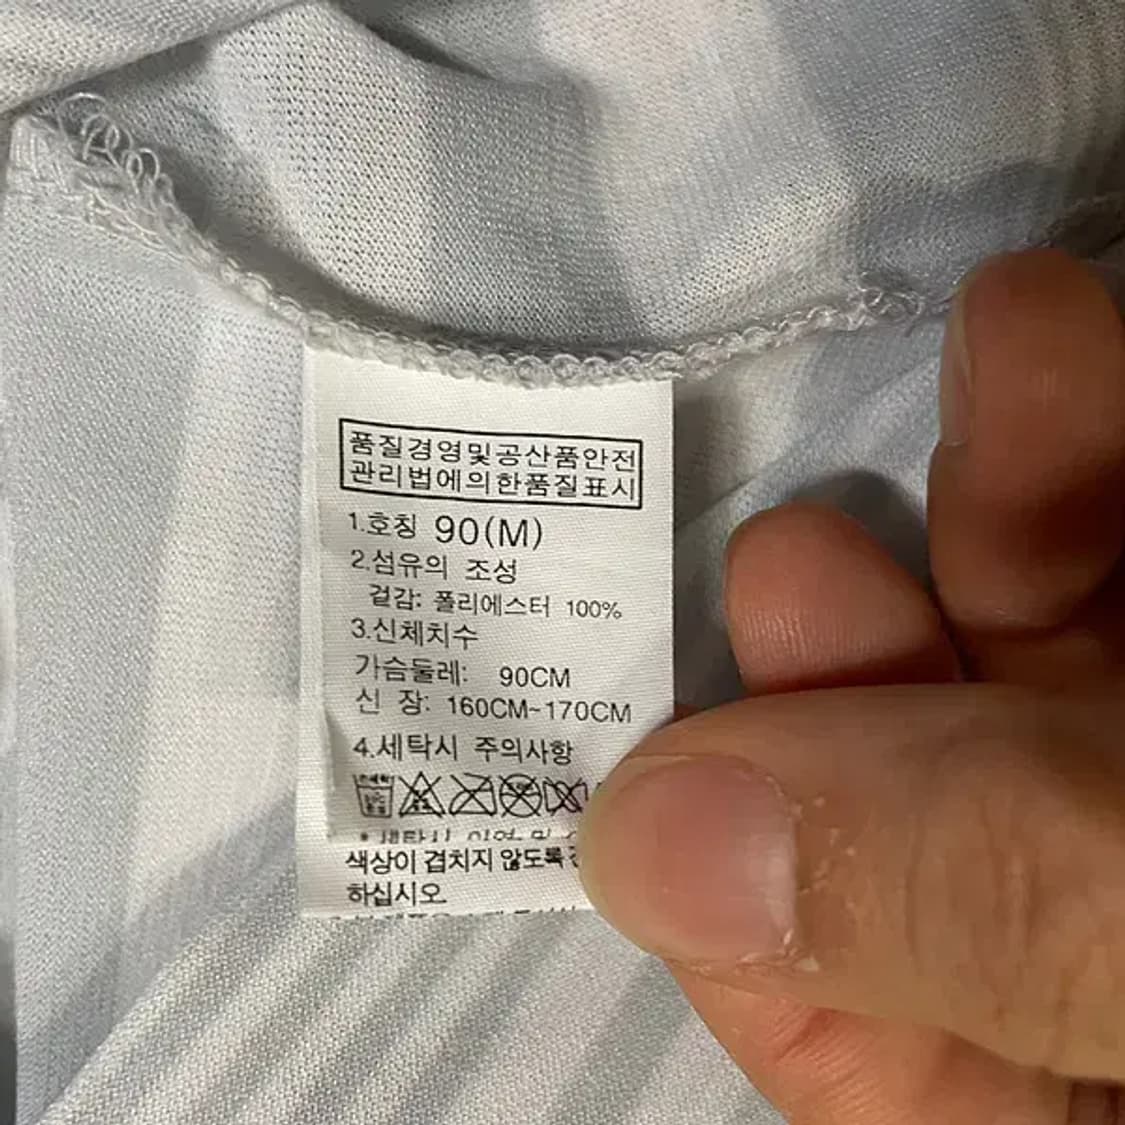 품질경영및공산품안전
관리법에의한품질표시
1.호칭 90(M)
2.섬유의 조성
겉감: 폴리에스터 100%
3.신체치수
가슴둘레: 90CM
신 장: 160CM~170CM
4.세탁시 주의사항
색상이 겹치지 않도록
하십시오.